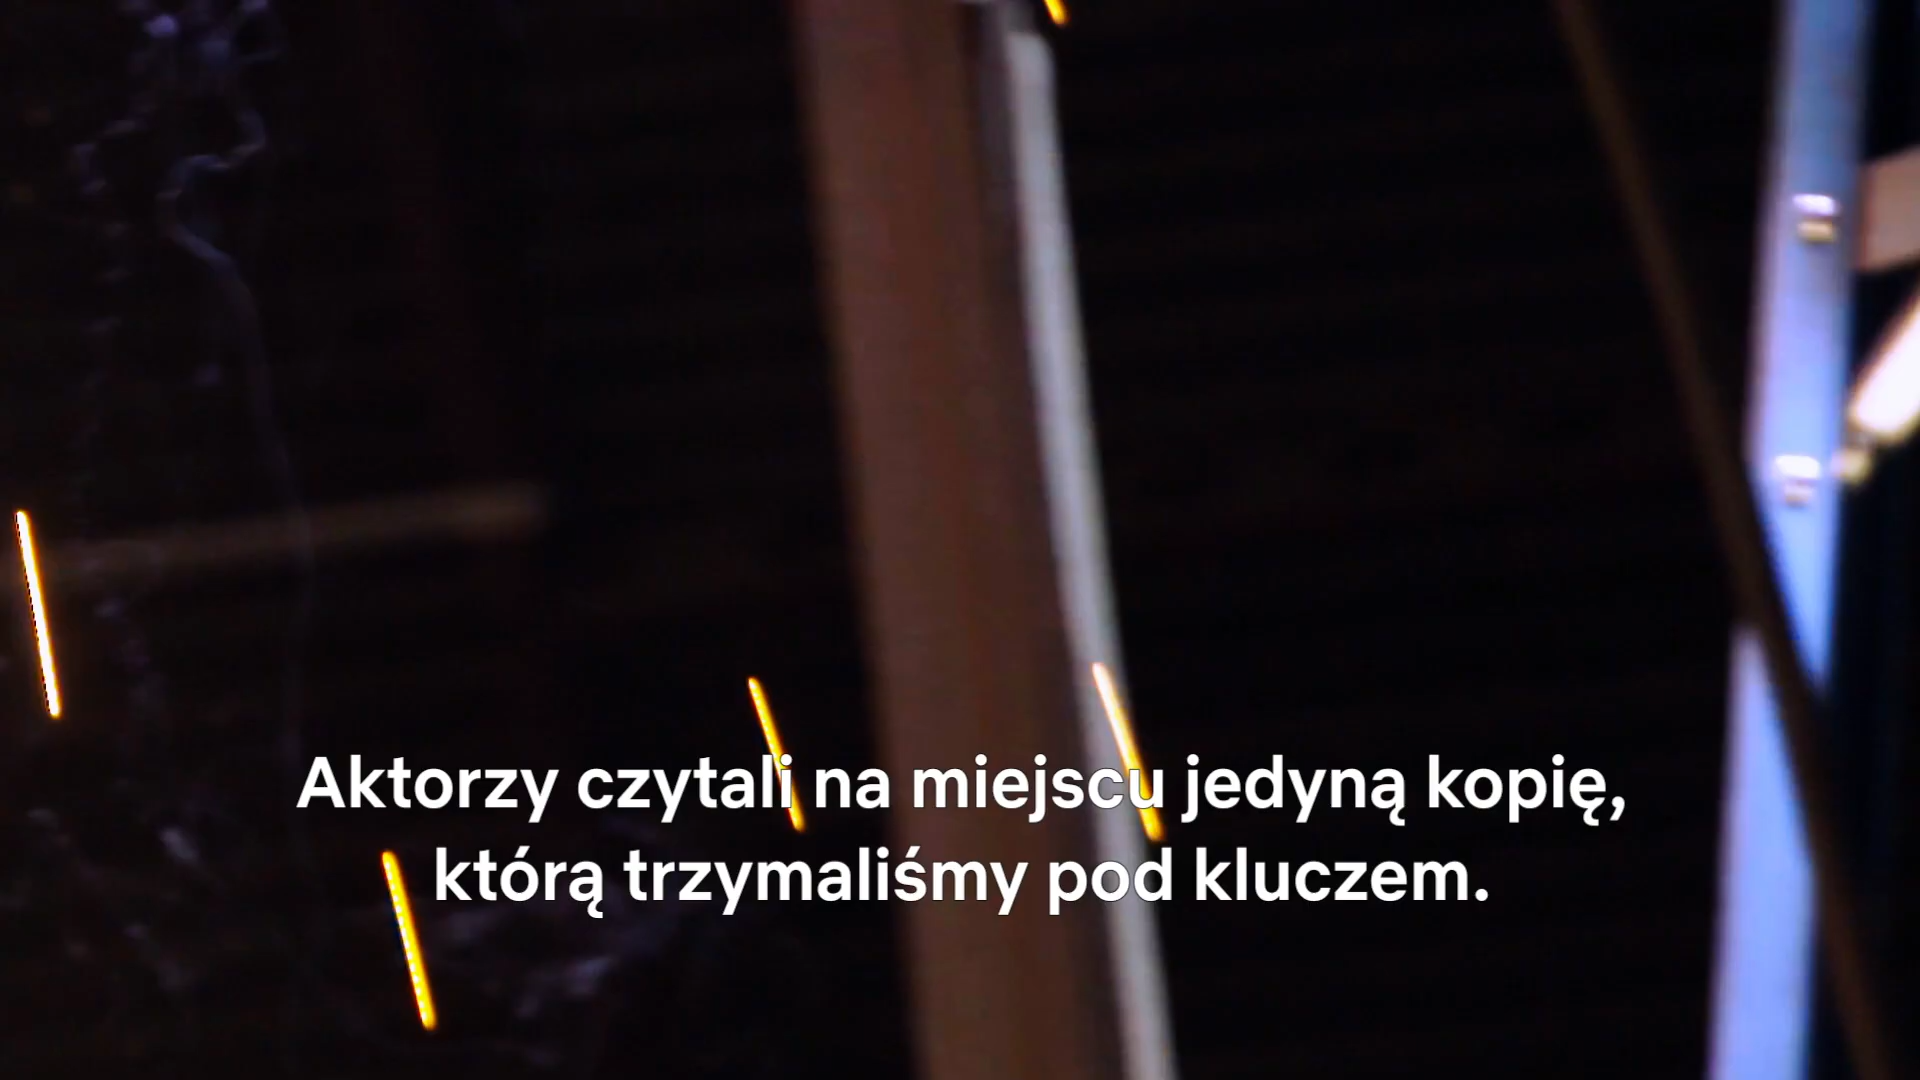 Aktorzy czytali na miejscu jedyną kopię,
którą trzymaliśmy pod kluczem.